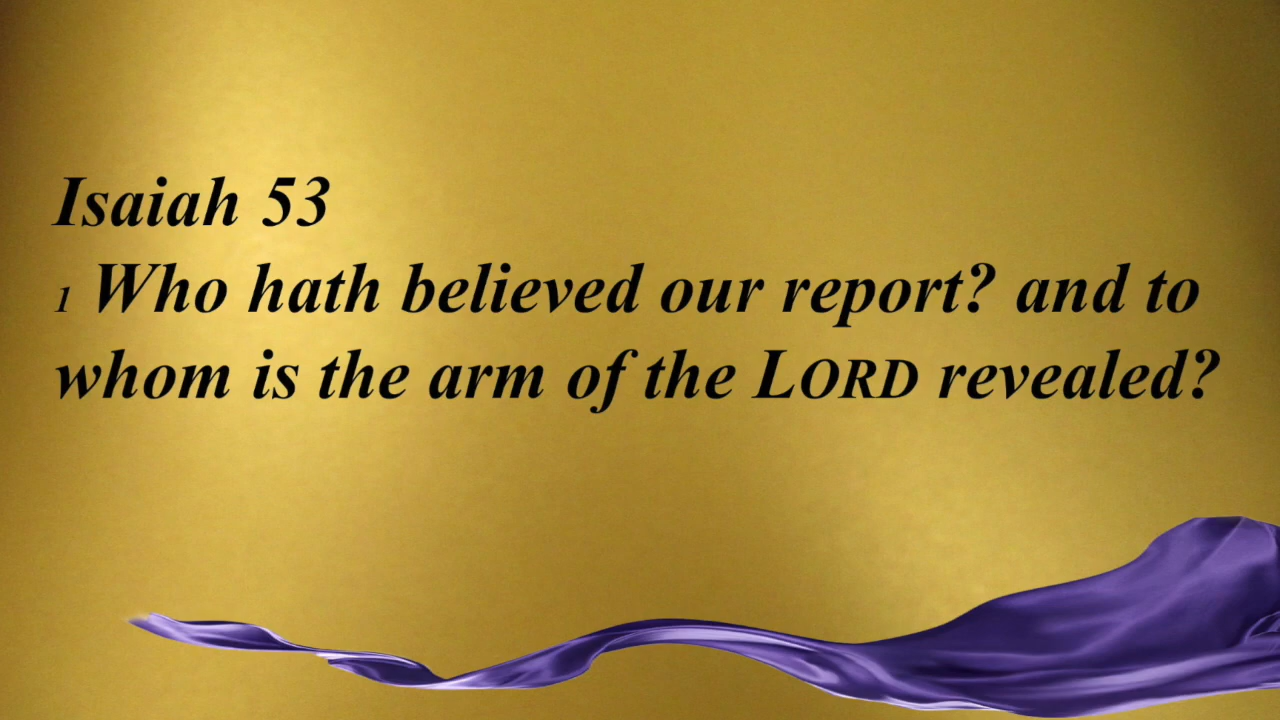 Isaiah 53
1 Who hath believed our report? and to
whom is the arm of the LORD revealed?